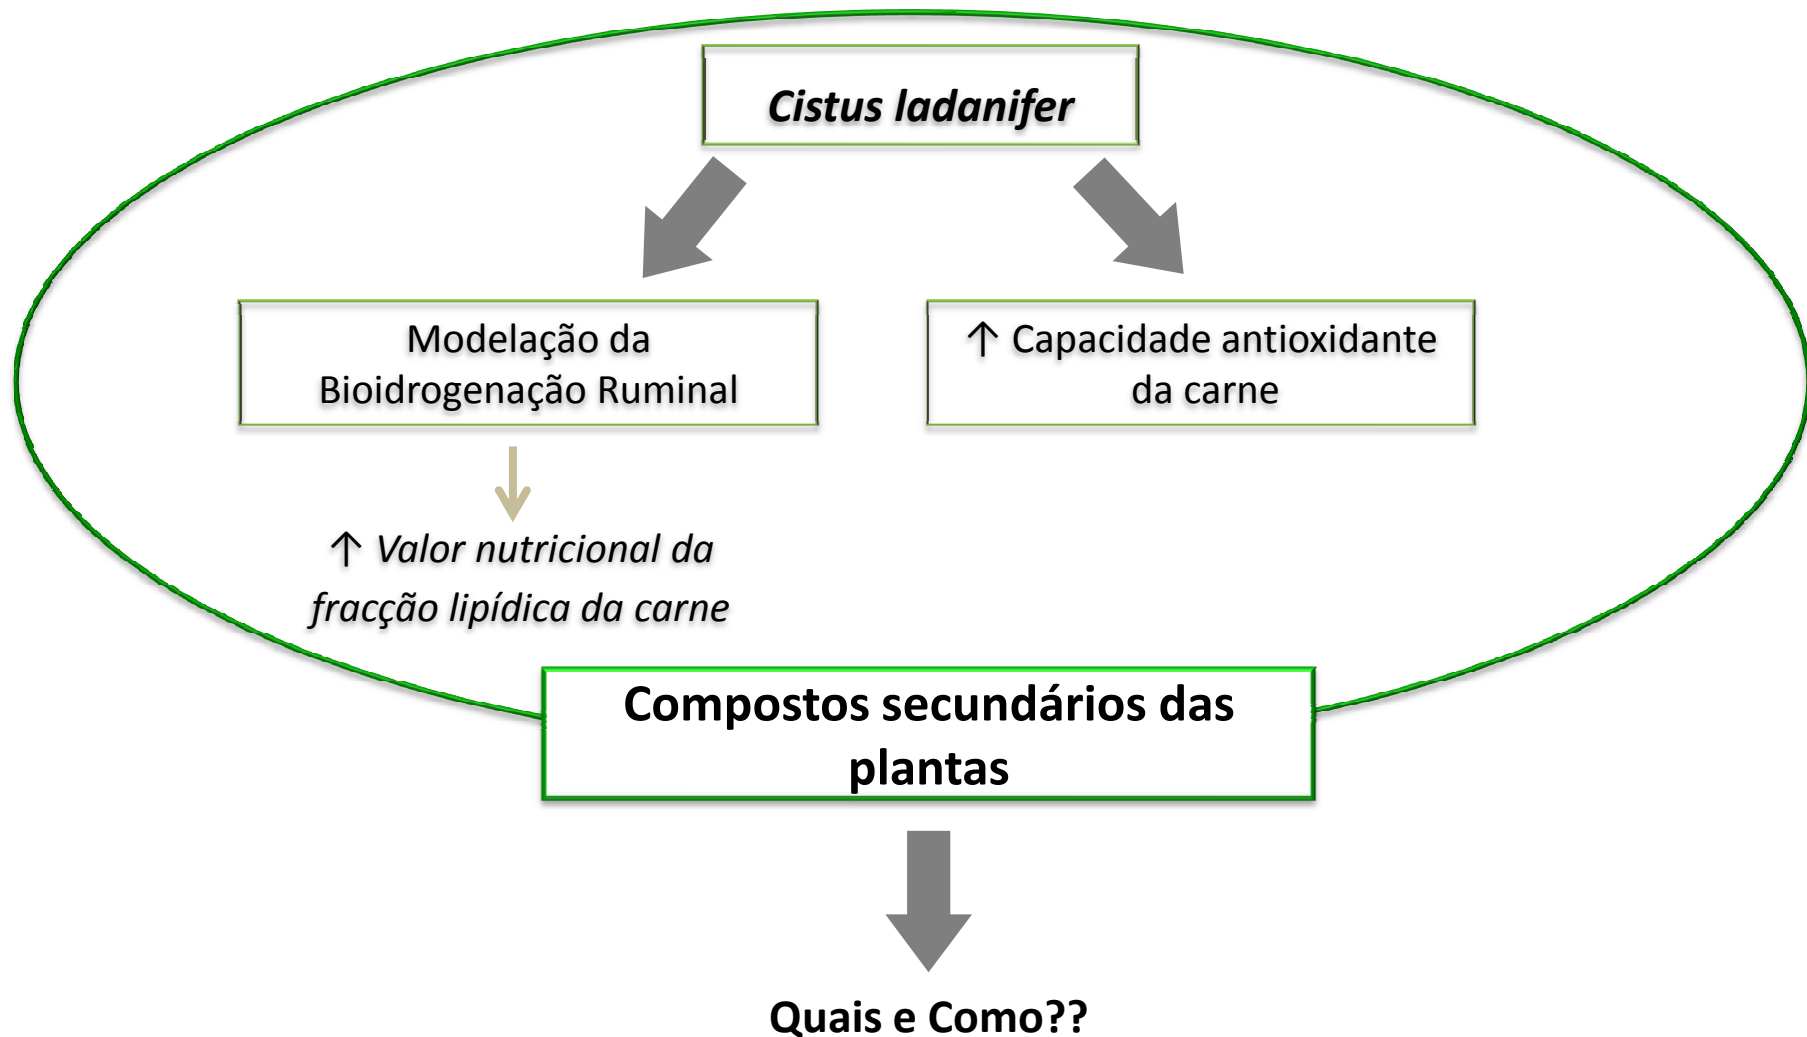 Cistus ladanifer
Modelação da
Bioidrogenação Ruminal
↑ Capacidade antioxidante
da carne
↑ Valor nutricional da
fracção lipídica da carne
Compostos secundários das
plantas
Quais e Como??